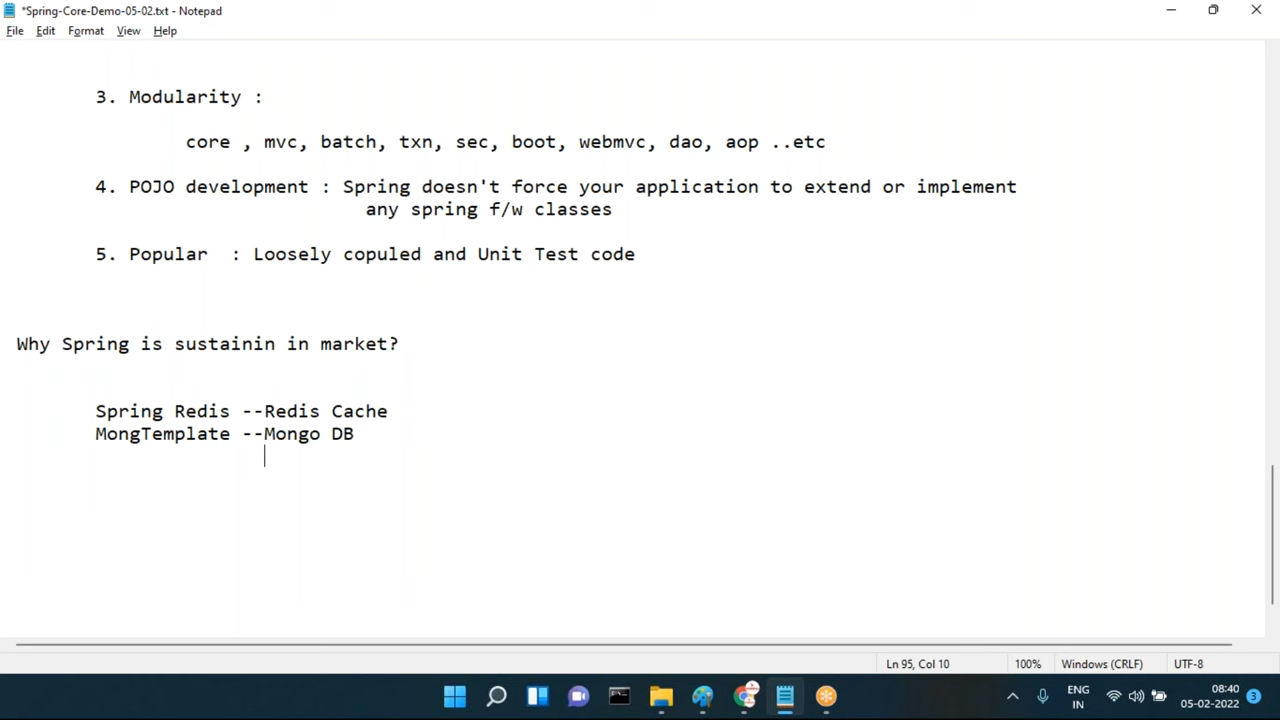 *Spring-Core-Demo-05-02.txt - Notepad
File Edit Format View Help
3. Modularity :
core , mvc, batch, txn, sec, boot, webmvc, dao, aop ..etc
4. POJO development : Spring doesn't force your application to extend or implement
any spring f/w classes
5. Popular : Loosely copuled and Unit Test code
Why Spring is sustainin in market?
Spring Redis --Redis Cache
MongTemplate --Mongo DB
Ln 95, Col 10 100% Windows (CRLF) UTF-8
ENG 08:40
IN 05-02-2022 3